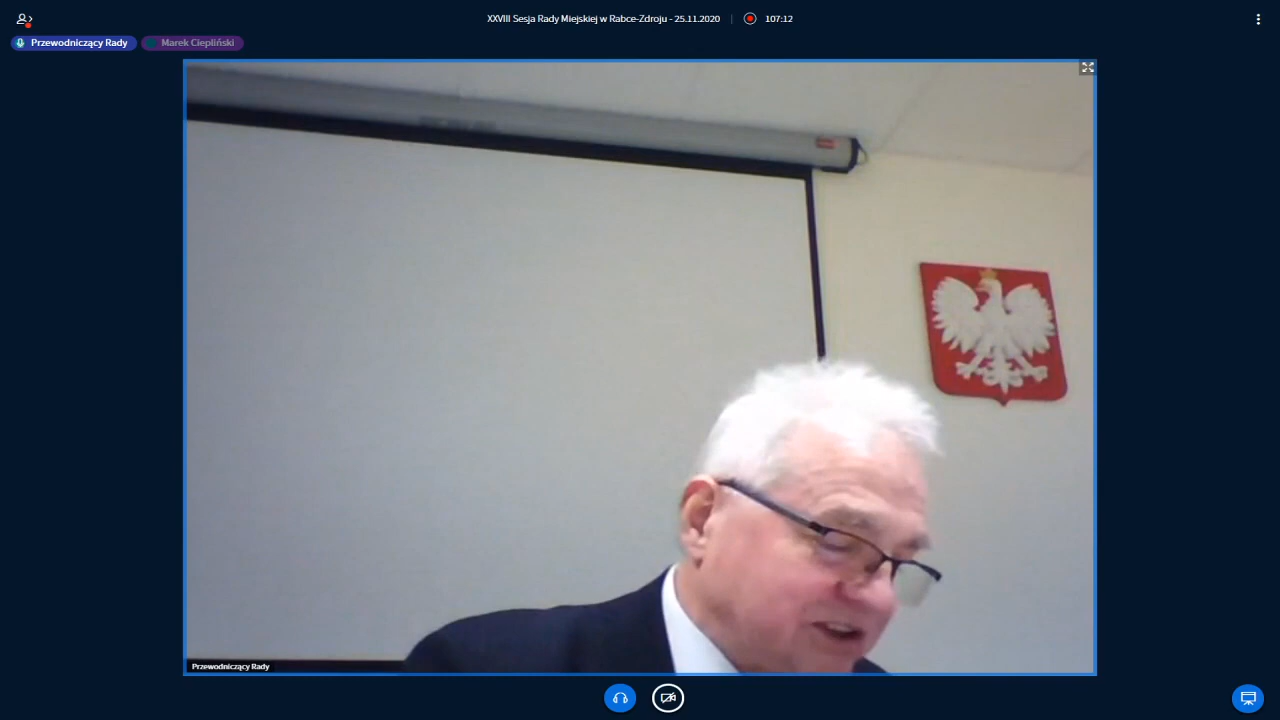 XXVIII Sesja Rady Miejskiej w Rabce-Zdroju - 25.11.2020 | 107:12
Przewodniczący Rady Marek Ciepliński
Przewodniczący Rady